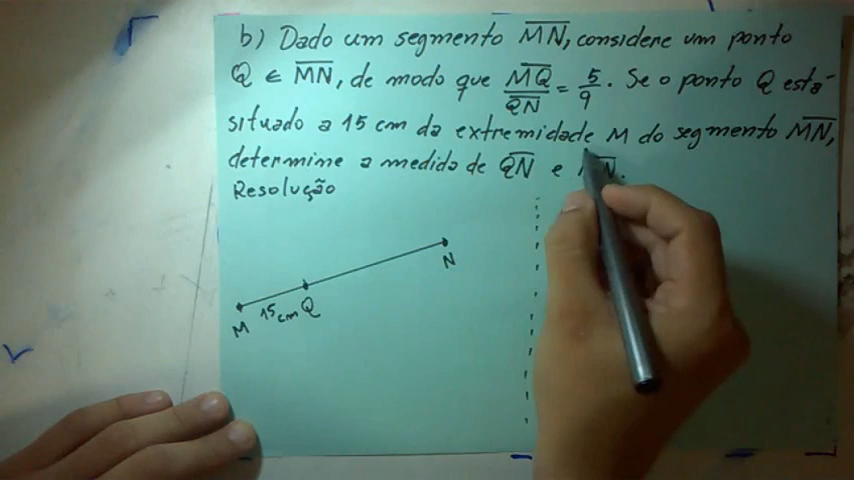 b) Dado um segmento MN, considere um ponto
Q ∈ MN, de modo que MQ/QN = 5/9. Se o ponto Q está
situado a 15 cm da extremidade M do segmento MN,
determine a medida de QN e
Resolução
M 15cm Q N